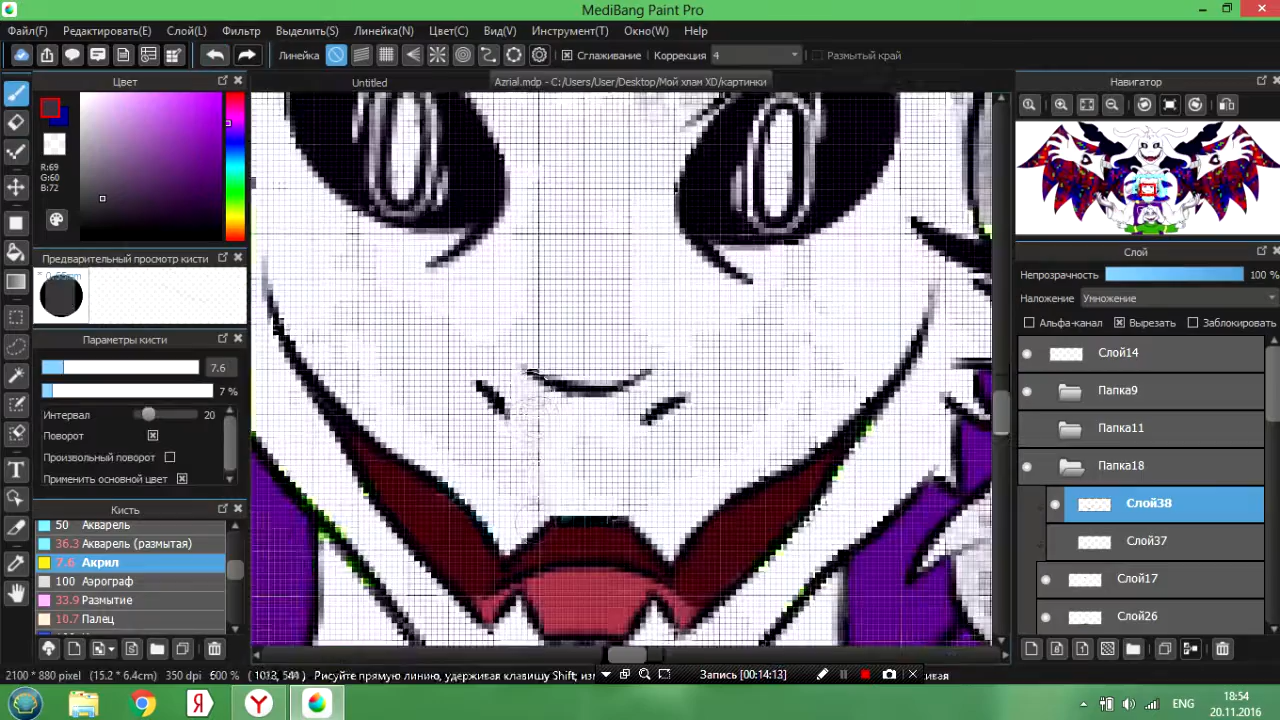 MediBang Paint Pro
Файл(F) Редактировать(E) Слой(L) Фильтр Выделить(S) Линейка(N) Цвет(C) Вид(V) Инструмент(T) Окно(W) Help
Линейка Сглаживание Коррекция 4 Размытый край
Цвет Untitled Azrial.mdp - C:/Users/User/Desktop/Мой хлам XD/картинки Навигатор
R:69
G:60
B:72
Предварительный просмотр кисти
Параметры кисти
7.6
7 %
Интервал 20
Поворот
Произвольный поворот
Применить основной цвет
Кисть
50 Акварель
36.3 Акварель (размытая)
7.6 Акрил
100 Аэрограф
33.9 Размытие
10.7 Палец
Слой
Непрозрачность 100 %
Наложение Умножение
Альфа-канал Вырезать Заблокировать
Слой14
Папка9
Папка11
Папка18
Слой38
Слой37
Слой17
Слой26
2100 * 880 pixel (15.2 * 6.4cm) 350 dpi 600 % (1013, 544) Рисуйте прямую линию, удерживая клавишу Shift; Запись [00:14:13]
ENG 18:54
20.11.2016